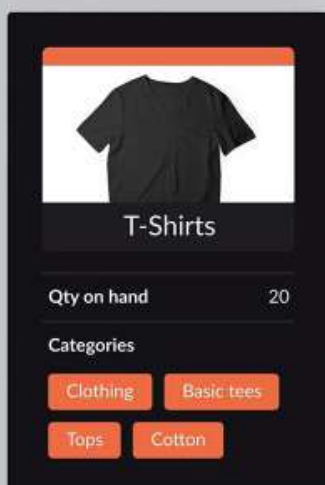 T-Shirts
Qty on hand 20
Categories
Clothing Basic tees
Tops Cotton